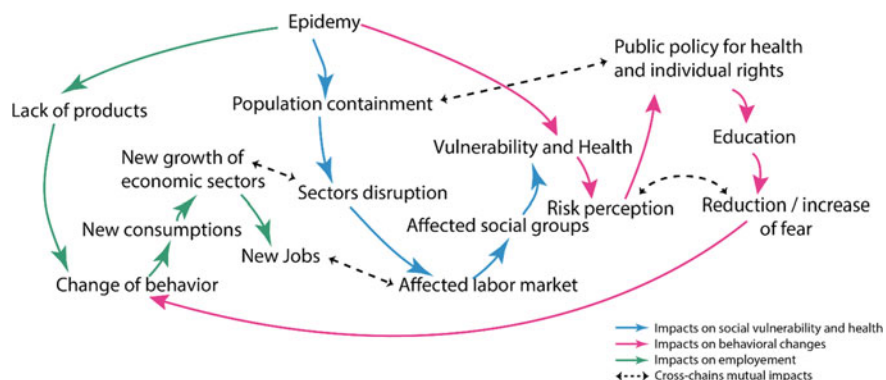 Epidemy
Public policy for health
and individual rights
Lack of products
Population containment
Education
New growth of
economic sectors
Vulnerability and Health
Sectors disruption
Risk perception
Reduction / increase
of fear
New consumptions
Affected social groups
New Jobs
Change of behavior
Affected labor market
Impacts on social vulnerability and health
Impacts on behavioral changes
Impacts on employement
Cross-chains mutual impacts